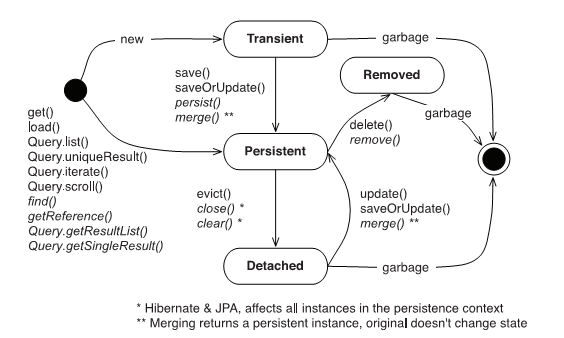 new
Transient
garbage
save()
saveOrUpdate()
persist()
merge() **
Removed
garbage
get()
load()
Query.list()
Query.uniqueResult()
Query.iterate()
Query.scroll()
find()
getReference()
Query.getResultList()
Query.getSingleResult()
Persistent
delete()
remove()
evict()
close() *
clear() *
update()
saveOrUpdate()
merge() **
Detached
garbage
* Hibernate & JPA, affects all instances in the persistence context
** Merging returns a persistent instance, original doesn't change state